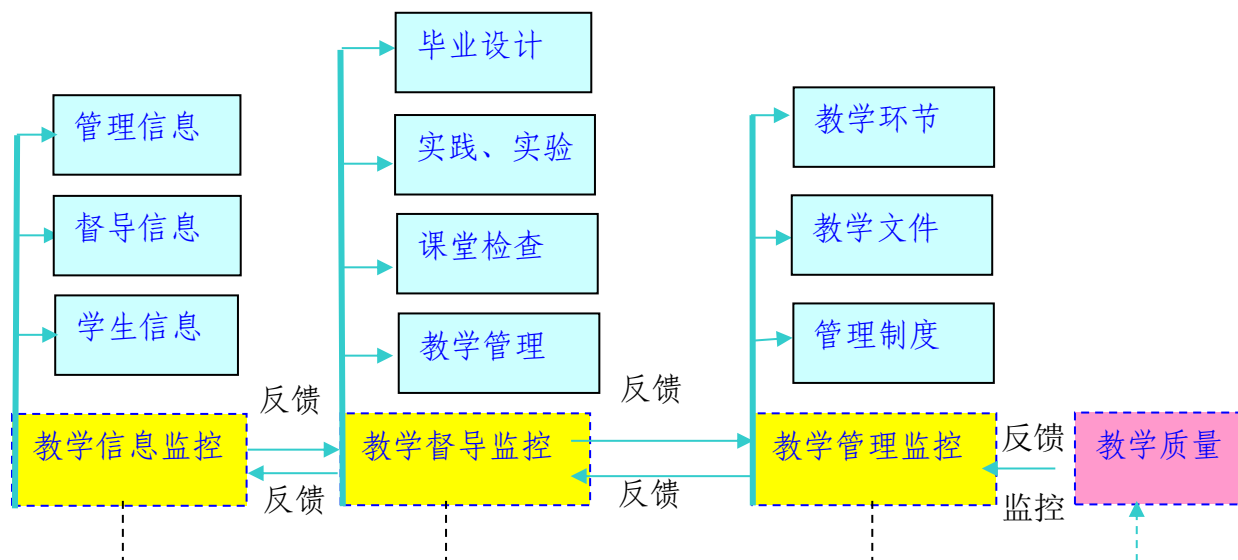 毕业设计
管理信息
教学环节
实践、实验
督导信息
教学文件
课堂检查
学生信息
管理制度
教学管理
反馈
反馈
教学信息监控
教学督导监控
教学管理监控
反馈
教学质量
反馈
反馈
监控